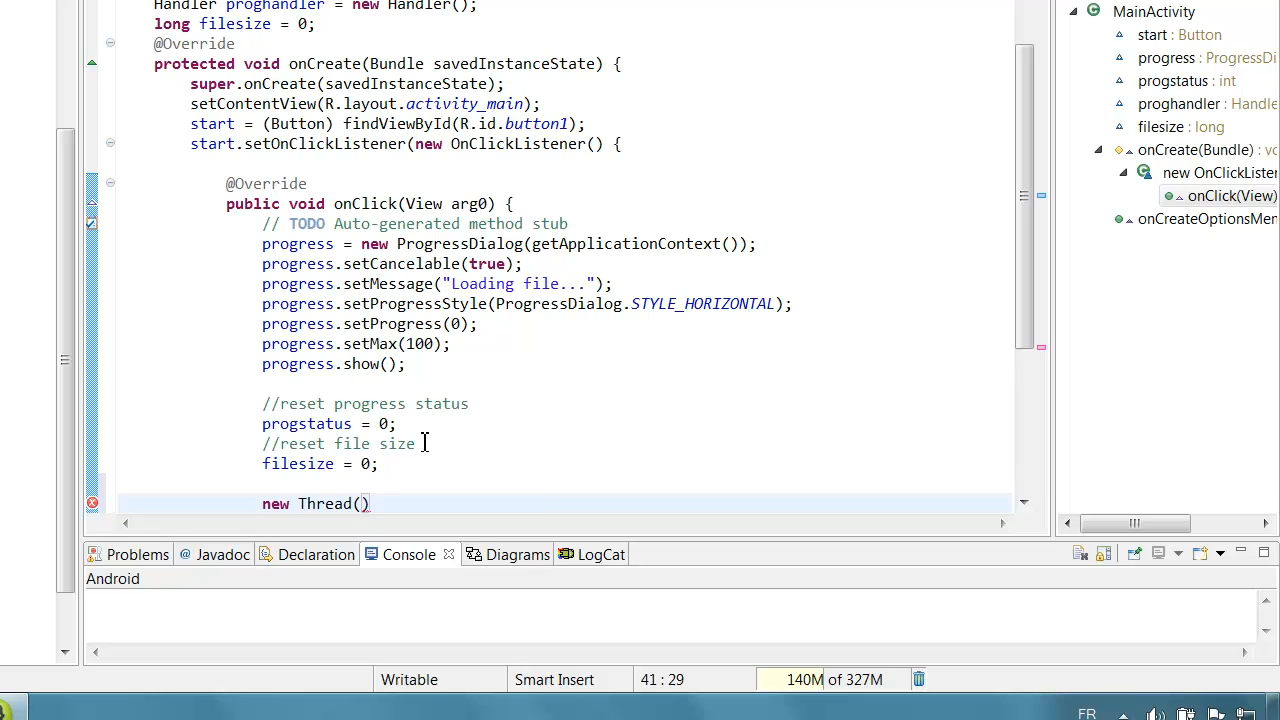 Handler proghandler = new Handler();
long filesize = 0;
@Override
protected void onCreate(Bundle savedInstanceState) {
super.onCreate(savedInstanceState);
setContentView(R.layout.activity_main);
start = (Button) findViewById(R.id.button1);
start.setOnClickListener(new OnClickListener() {
@Override
public void onClick(View arg0) {
// TODO Auto-generated method stub
progress = new ProgressDialog(getApplicationContext());
progress.setCancelable(true);
progress.setMessage("Loading file...");
progress.setProgressStyle(ProgressDialog.STYLE_HORIZONTAL);
progress.setProgress(0);
progress.setMax(100);
progress.show();
//reset progress status
progstatus = 0;
//reset file size
filesize = 0;
new Thread()
MainActivity
start : Button
progress : ProgressDi
progstatus : int
proghandler : Handle
filesize : long
onCreate(Bundle) : vo
new OnClickListen
onClick(View)
onCreateOptionsMen
Problems @ Javadoc Declaration Console Diagrams LogCat
Android
Writable Smart Insert 41 : 29 140M of 327M
FR